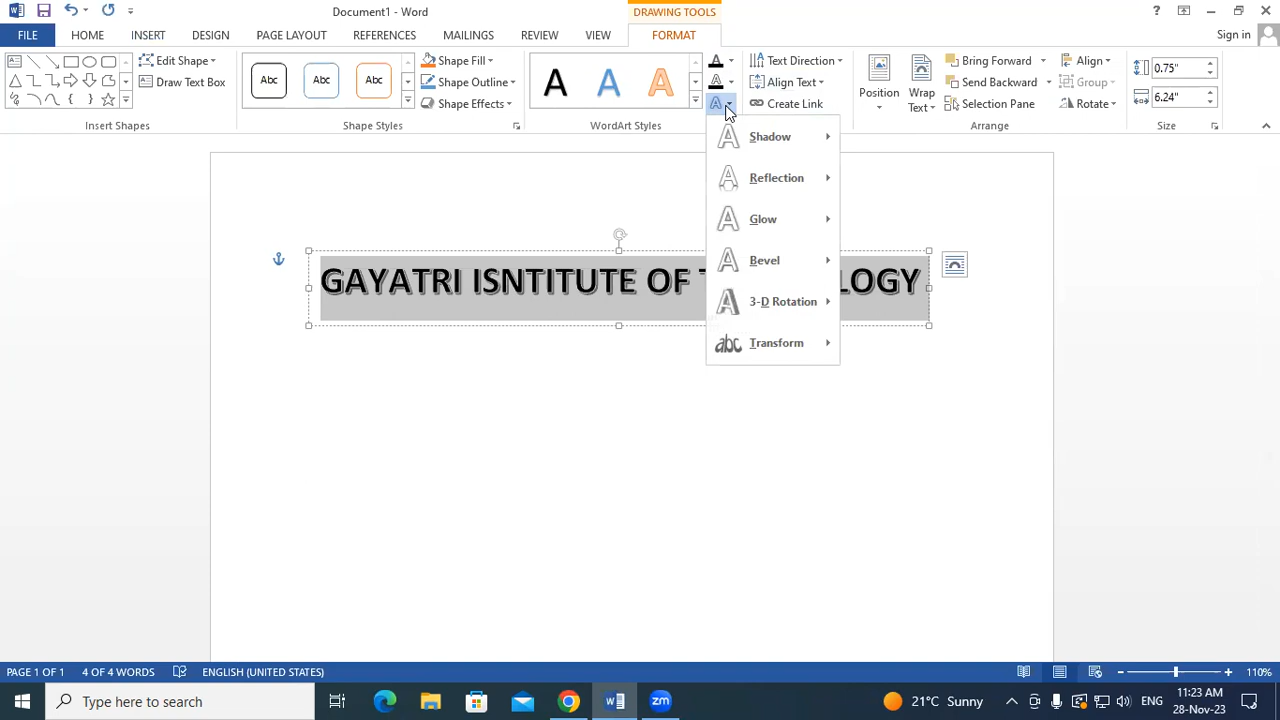 Document1 - Word
DRAWING TOOLS
?
FILE
HOME
INSERT
DESIGN
PAGE LAYOUT
REFERENCES
MAILINGS
REVIEW
VIEW
FORMAT
Sign in
Edit Shape
Draw Text Box
Insert Shapes
Abc
Abc
Abc
Shape Fill
Shape Outline
Shape Effects
Shape Styles
A
A
A
WordArt Styles
Text Direction
Align Text
Create Link
Position
Wrap
Text
Bring Forward
Send Backward
Selection Pane
Align
Group
Rotate
Arrange
0.75"
6.24"
Size
Shadow
Reflection
Glow
Bevel
3-D Rotation
abc Transform
GAYATRI ISNTITUTE OF T LOGY
PAGE 1 OF 1
4 OF 4 WORDS
ENGLISH (UNITED STATES)
110%
Type here to search
21°C Sunny
ENG
11:23 AM
28-Nov-23